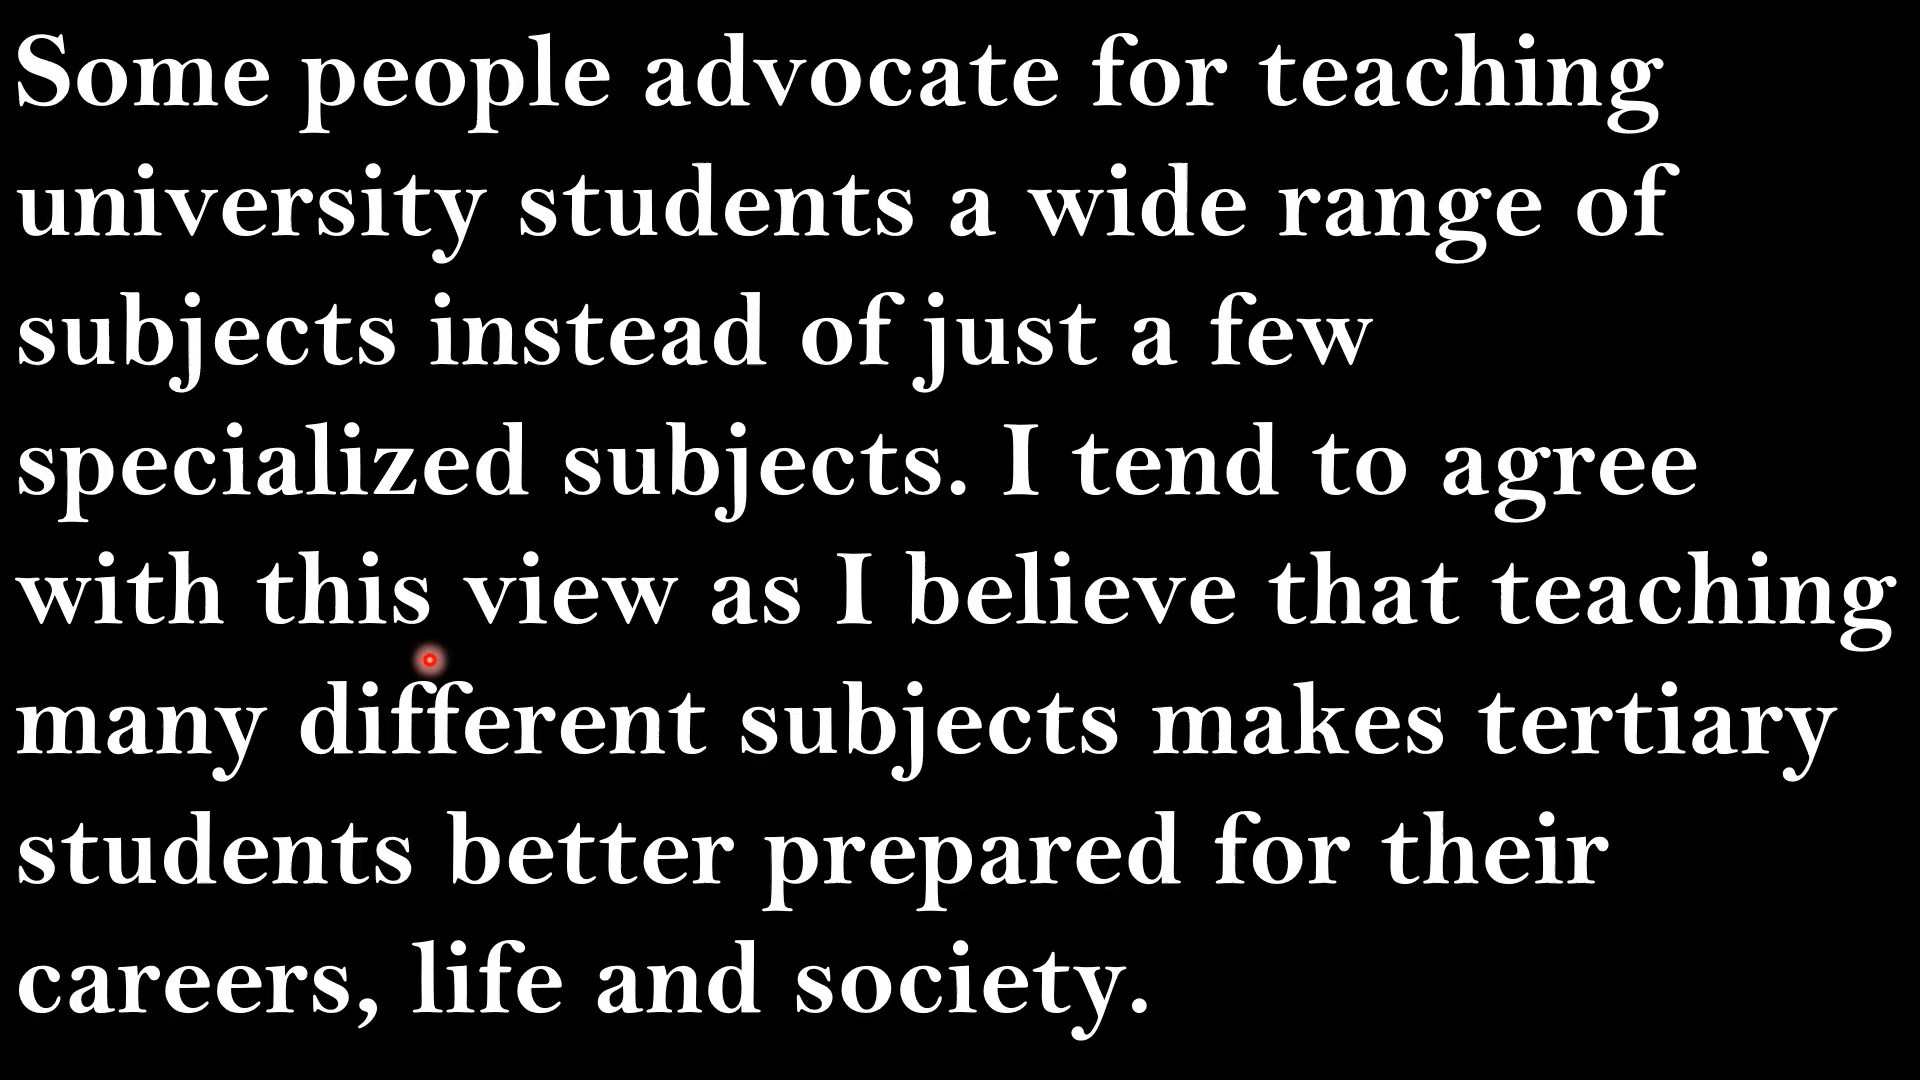 Some people advocate for teaching
university students a wide range of
subjects instead of just a few
specialized subjects. I tend to agree
with this view as I believe that teaching
many different subjects makes tertiary
students better prepared for their
careers, life and society.